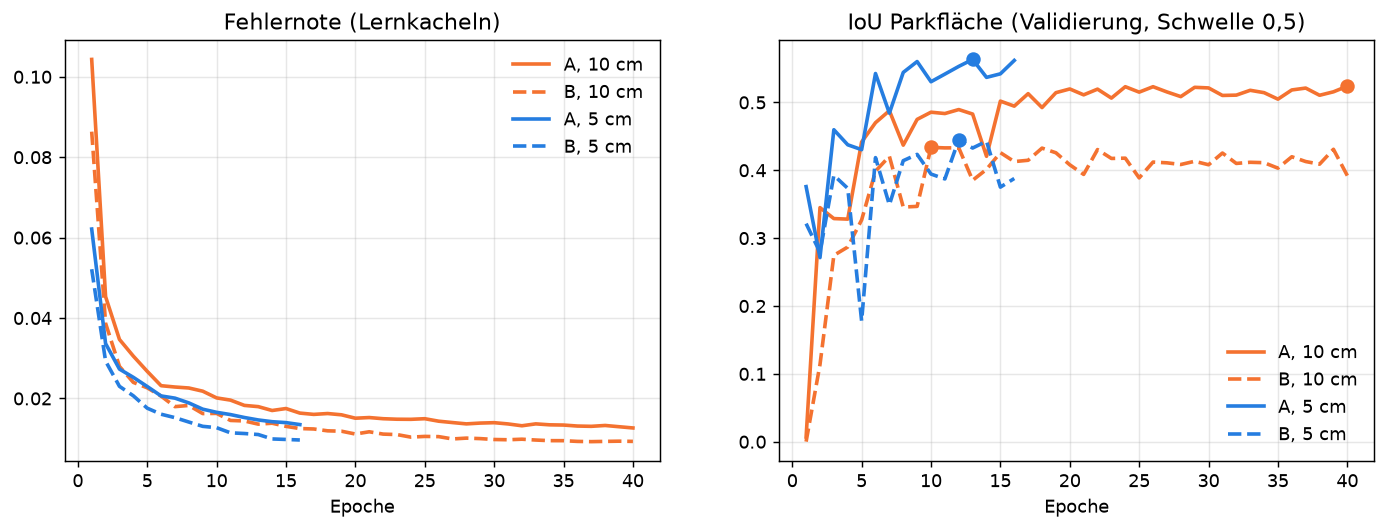 Fehlernote (Lernkacheln)
A, 10 cm
B, 10 cm
A, 5 cm
B, 5 cm
0.10
0.08
0.06
0.04
0.02
0 5 10 15 20 25 30 35 40
Epoche
IoU Parkfläche (Validierung, Schwelle 0,5)
0.5
0.4
0.3
0.2
0.1
0.0
A, 10 cm
B, 10 cm
A, 5 cm
B, 5 cm
0 5 10 15 20 25 30 35 40
Epoche